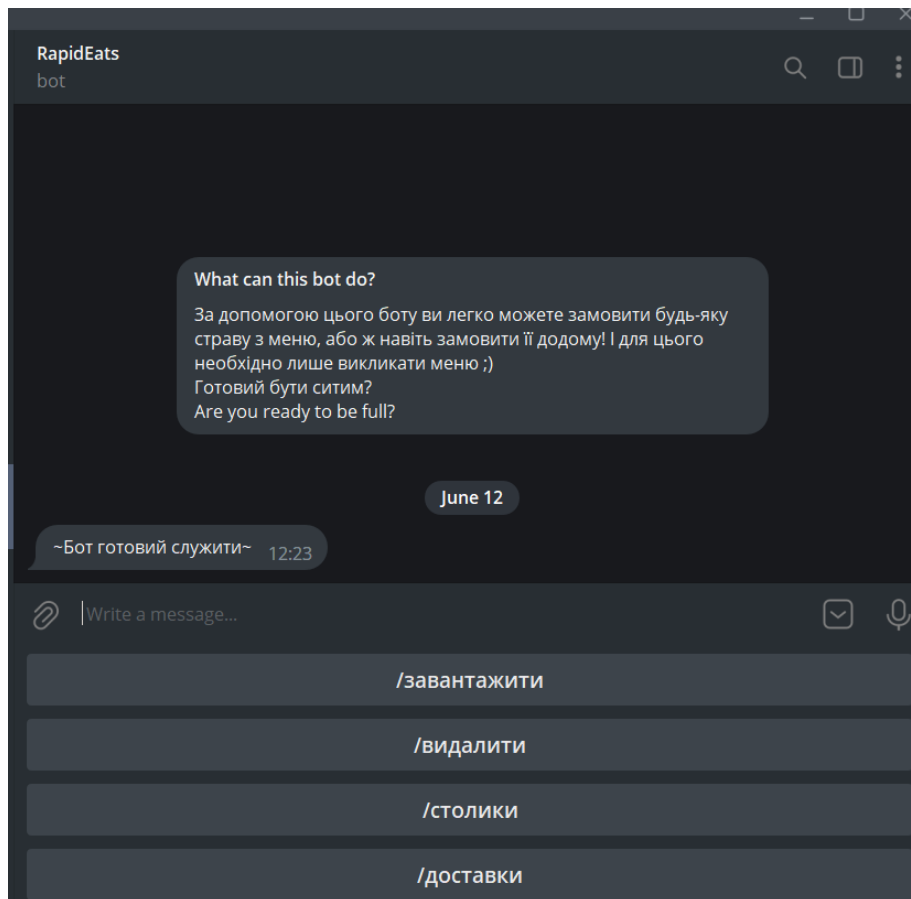 RapidEats
bot
What can this bot do?
За допомогою цього боту ви легко можете замовити будь-яку
страву з меню, або ж навіть замовити її додому! І для цього
необхідно лише викликати меню ;)
Готовий бути ситим?
Are you ready to be full?
June 12
~Бот готовий служити~ 12:23
Write a message...
/завантажити
/видалити
/столики
/доставки